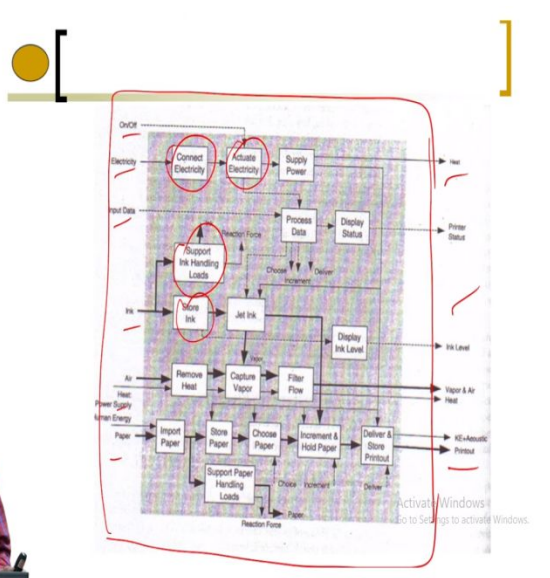 On/Off
Electricity
Connect
Electricity
Actuate
Electricity
Supply
Power
Heat
Input Data
Process
Data
Display
Status
Printer
Status
Reaction Force
Support
Ink Handling
Loads
Choose
Increment
Deliver
Ink
Store
Ink
Jet Ink
Display
Ink Level
Ink Level
Air
Heat:
Power Supply
Remove
Heat
Capture
Vapor
Filter
Flow
Vapor & Air
Heat
Human Energy
Paper
Import
Paper
Store
Paper
Choose
Paper
Increment &
Hold Paper
Deliver &
Store
Printout
KE+Acoustic
Printout
Support Paper
Handling
Loads
Choice
Increment
Deliver
Paper
Reaction Force
Activate Windows
Go to Settings to activate Windows.